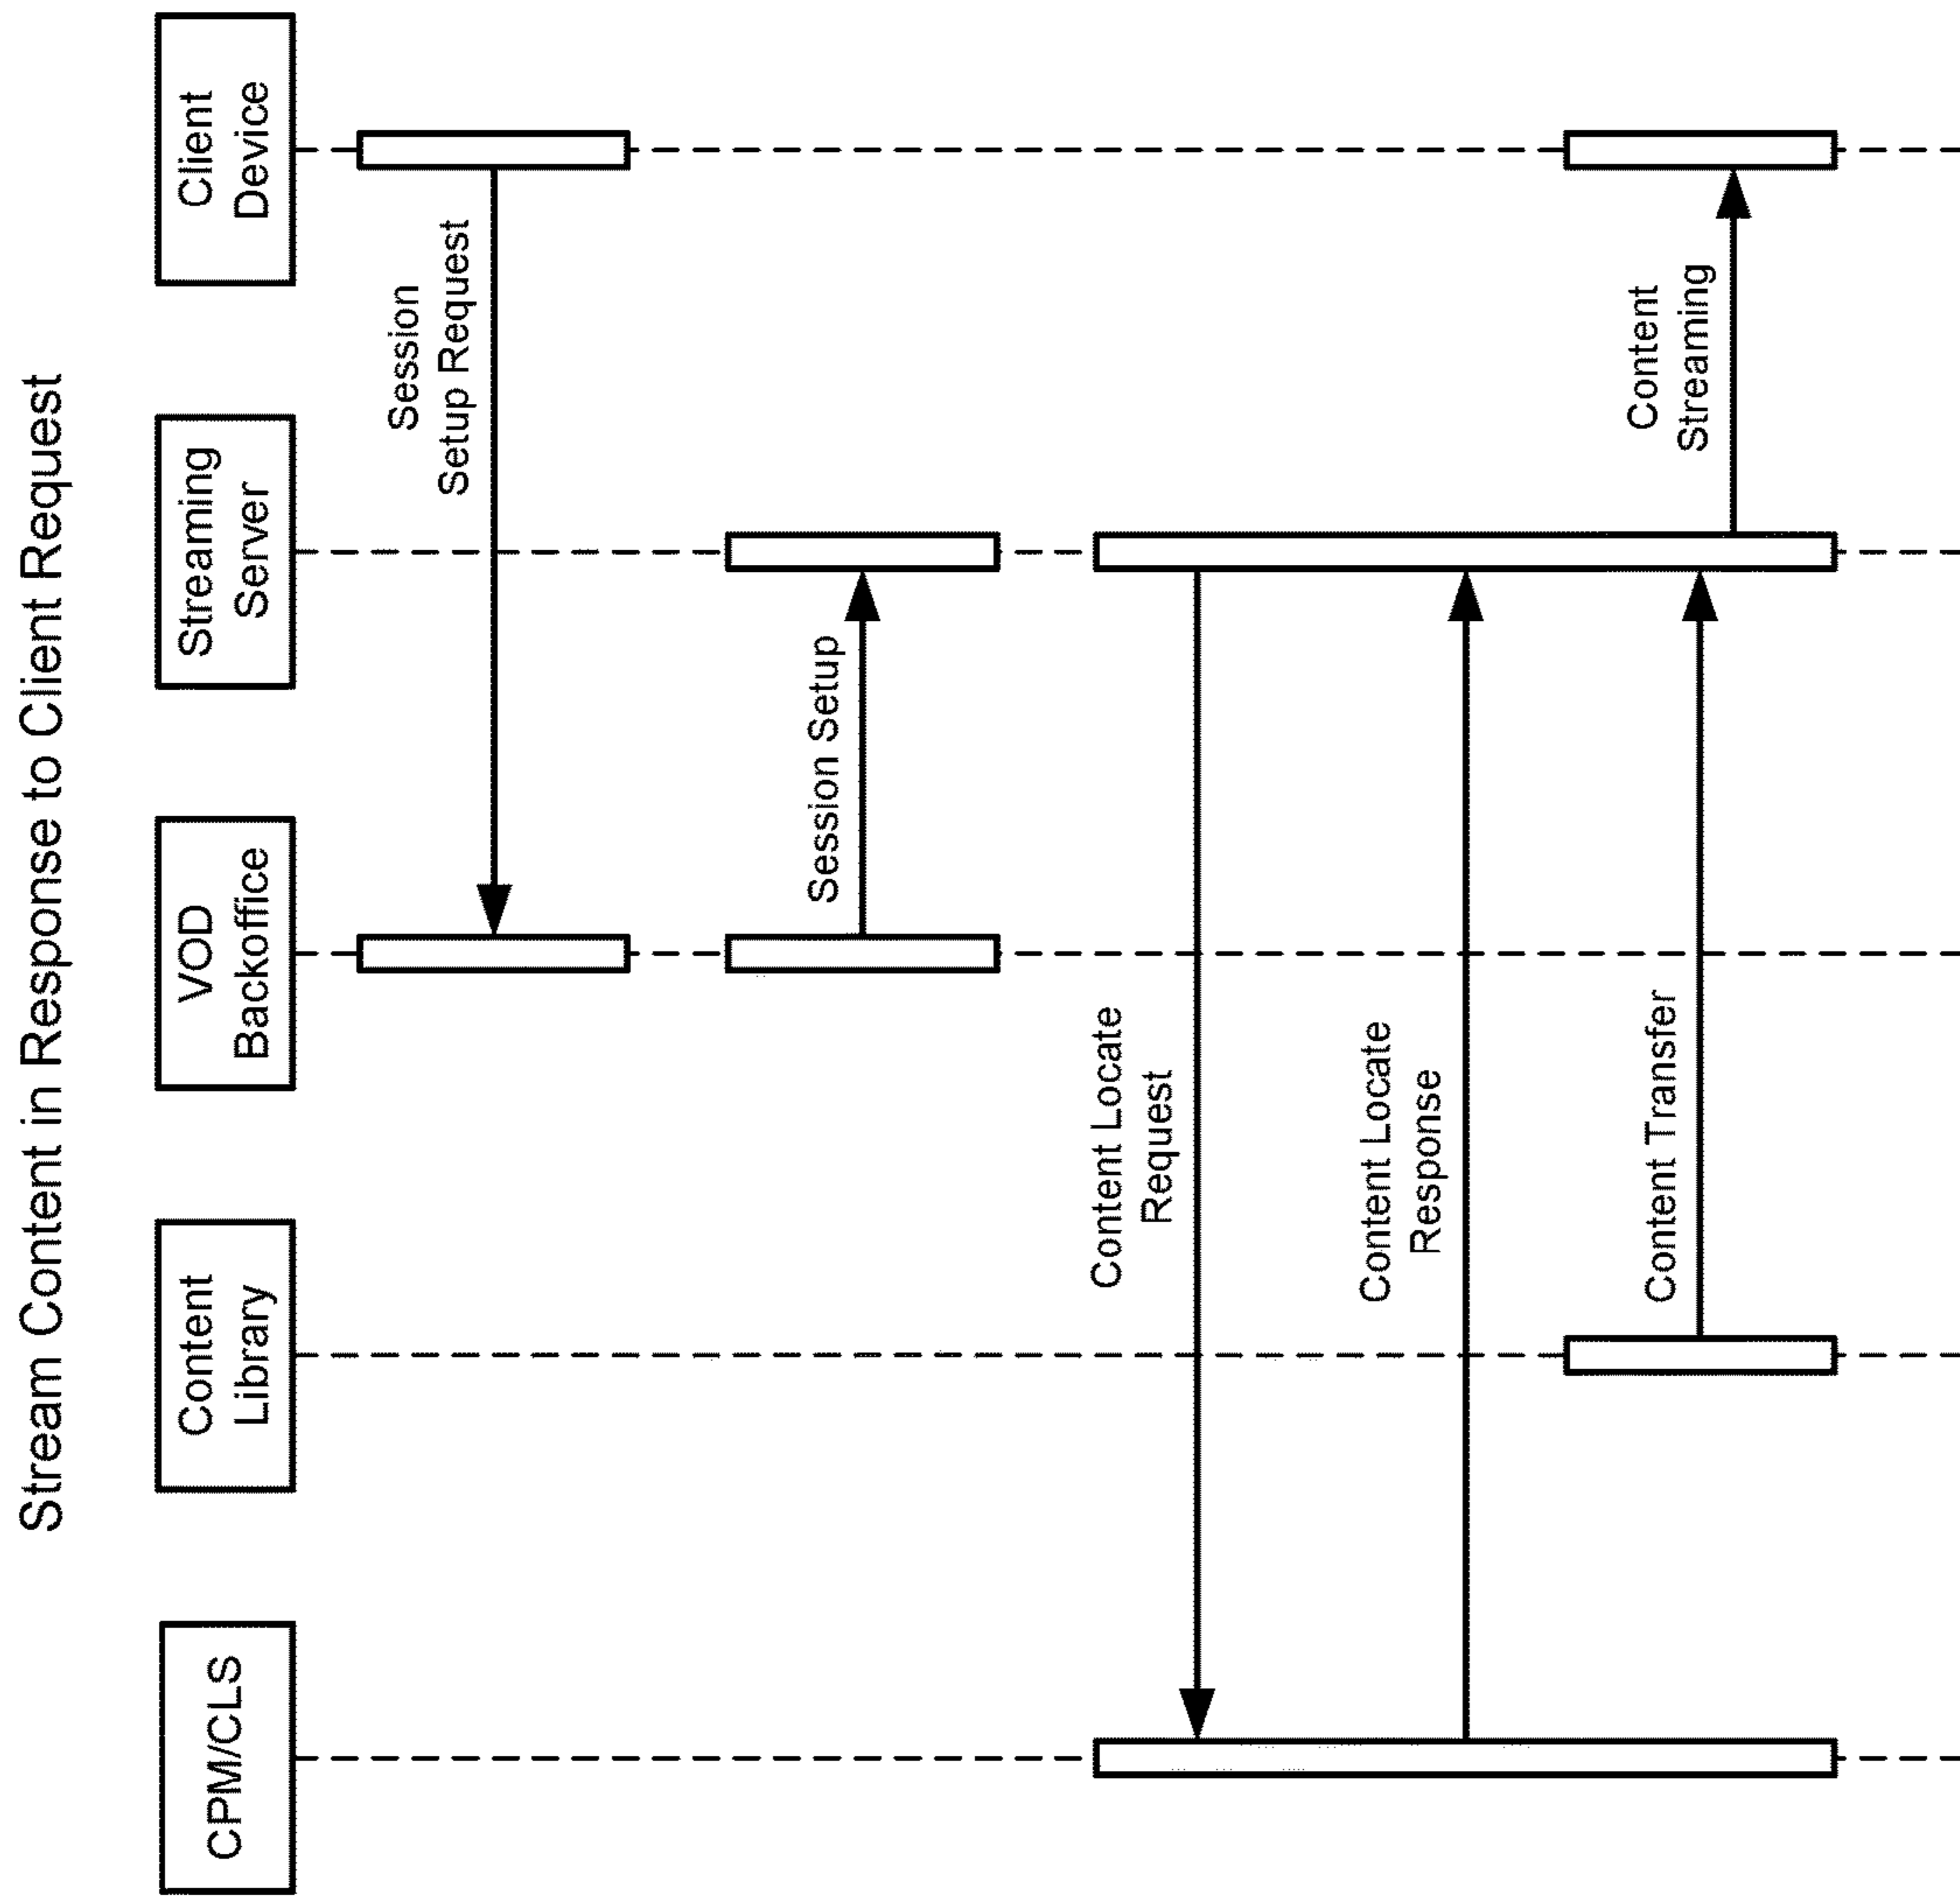 Stream Content in Response to Client Request
CPM/CLS
Content
Library
VOD
Backoffice
Streaming
Server
Client
Device
Session
Setup Request
Session Setup
Content Locate
Request
Content Locate
Response
Content Transfer
Content
Streaming